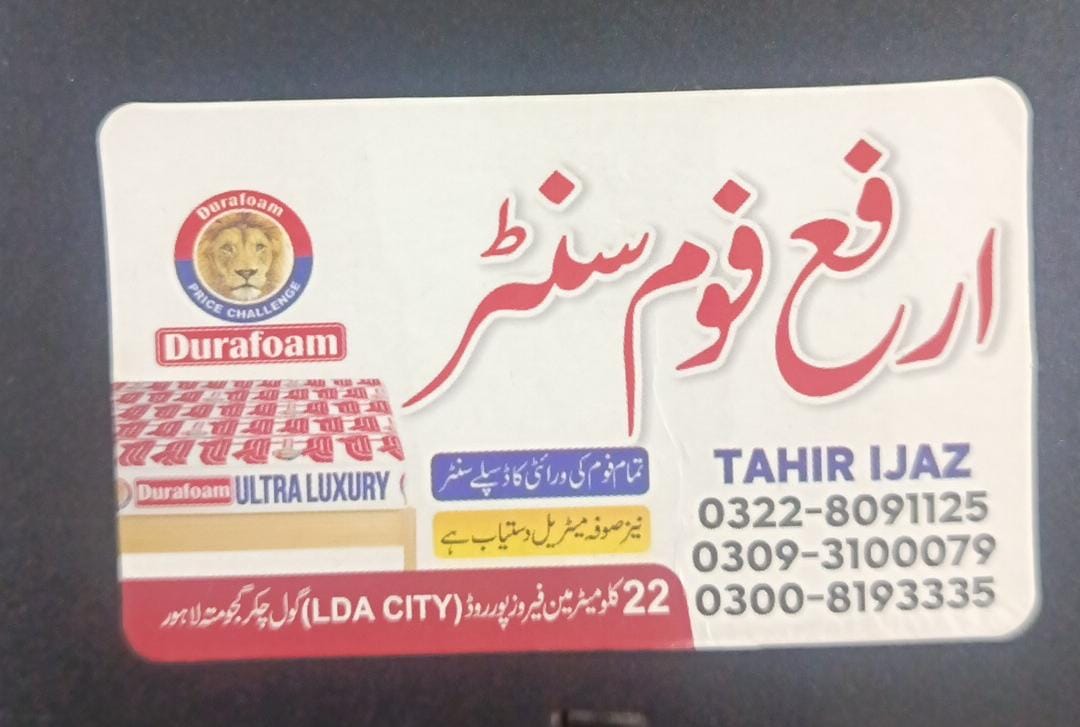 ارفع فوم سنٹر
Durafoam
PRICE CHALLENGE
Durafoam
Durafoam ULTRA LUXURY
تمام فوم کی ورائٹی کا ڈسپلے سنٹر
نیز صوفہ میٹریل دستیاب ہے
TAHIR IJAZ
0322-8091125
0309-3100079
0300-8193335
22 کلومیٹر مین فیروز پور روڈ (LDA CITY) گول چکر گجومتہ لاہور